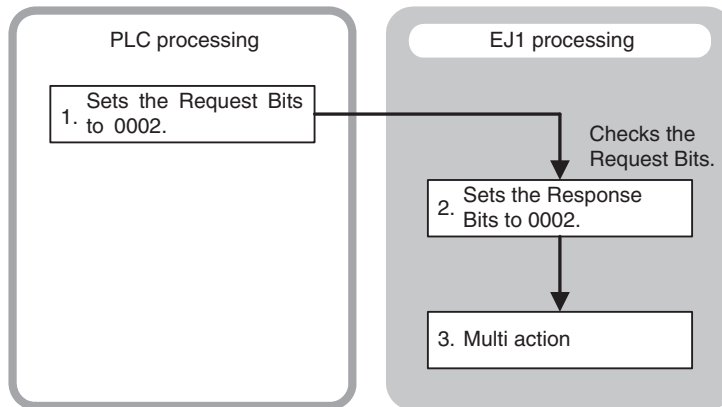 PLC processing
EJ1 processing
1. Sets the Request Bits
to 0002.
Checks the
Request Bits.
2. Sets the Response
Bits to 0002.
3. Multi action